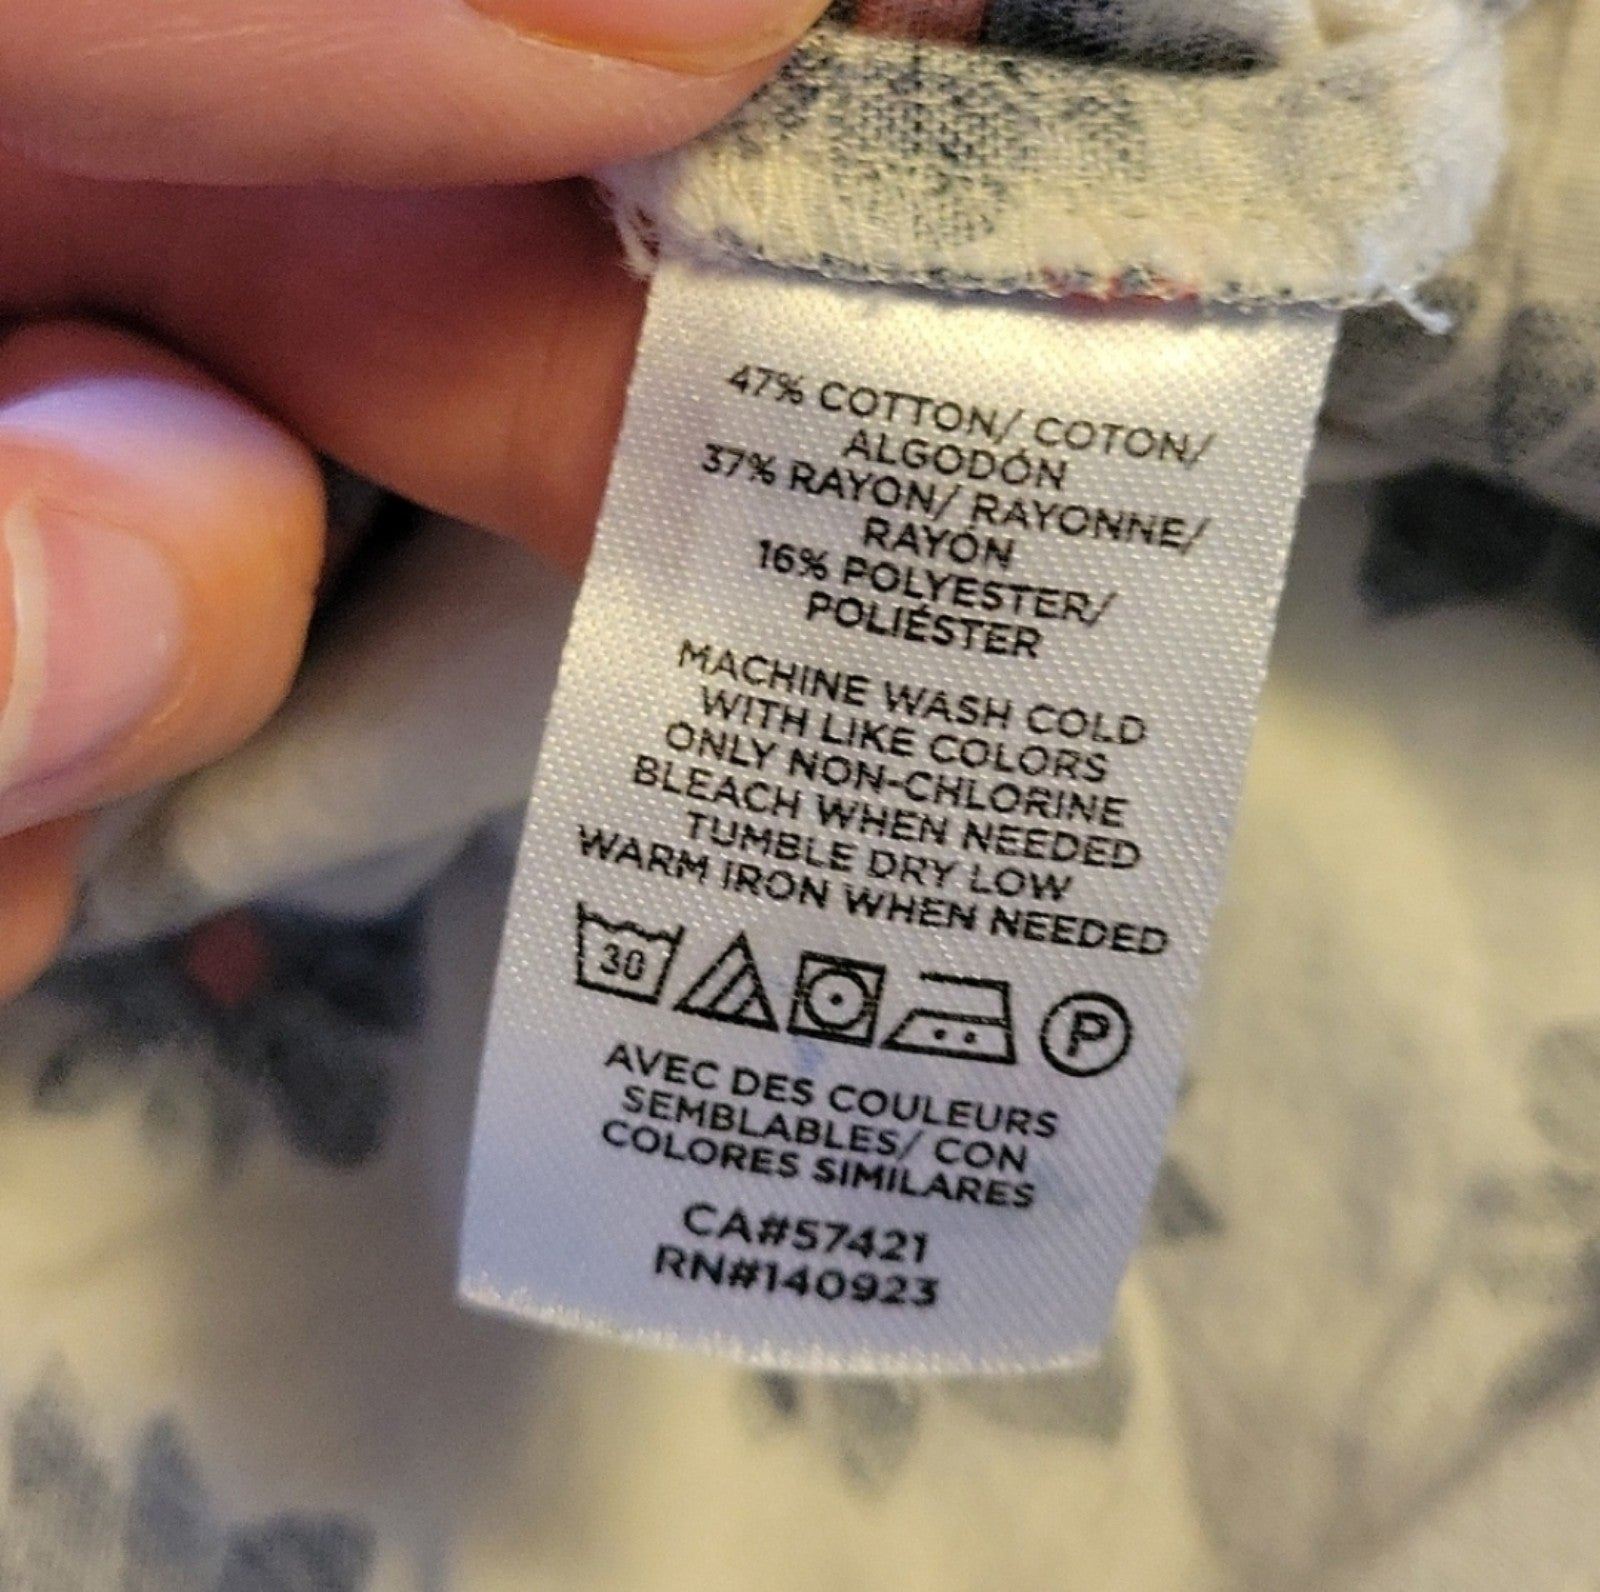 47% COTTON/ COTON/
ALGODÓN
37% RAYON/ RAYONNE/
RAYÓN
16% POLYESTER/
POLIÉSTER
MACHINE WASH COLD
WITH LIKE COLORS
ONLY NON-CHLORINE
BLEACH WHEN NEEDED
TUMBLE DRY LOW
WARM IRON WHEN NEEDED
30 P
AVEC DES COULEURS
SEMBLABLES/ CON
COLORES SIMILARES
CA#57421
RN#140923